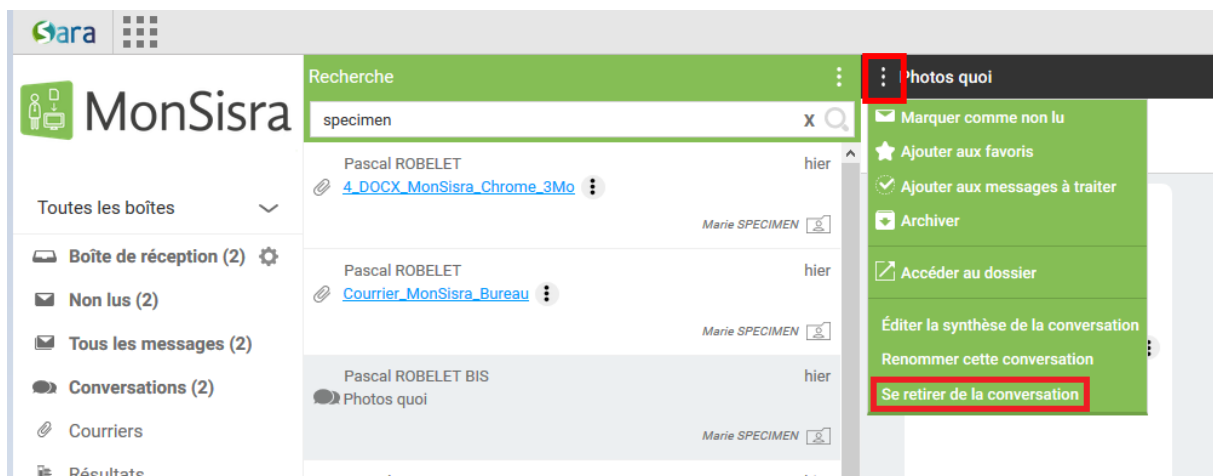 Sara
MonSisra
Toutes les boîtes
Boîte de réception (2)
Non lus (2)
Tous les messages (2)
Conversations (2)
Courriers
Résultats
Recherche
specimen X
Pascal ROBELET hier
4_DOCX_MonSisra_Chrome_3Mo
Marie SPECIMEN
Pascal ROBELET hier
Courrier_MonSisra_Bureau
Marie SPECIMEN
Pascal ROBELET BIS hier
Photos quoi
Marie SPECIMEN
Photos quoi
Marquer comme non lu
Ajouter aux favoris
Ajouter aux messages à traiter
Archiver
Accéder au dossier
Éditer la synthèse de la conversation
Renommer cette conversation
Se retirer de la conversation